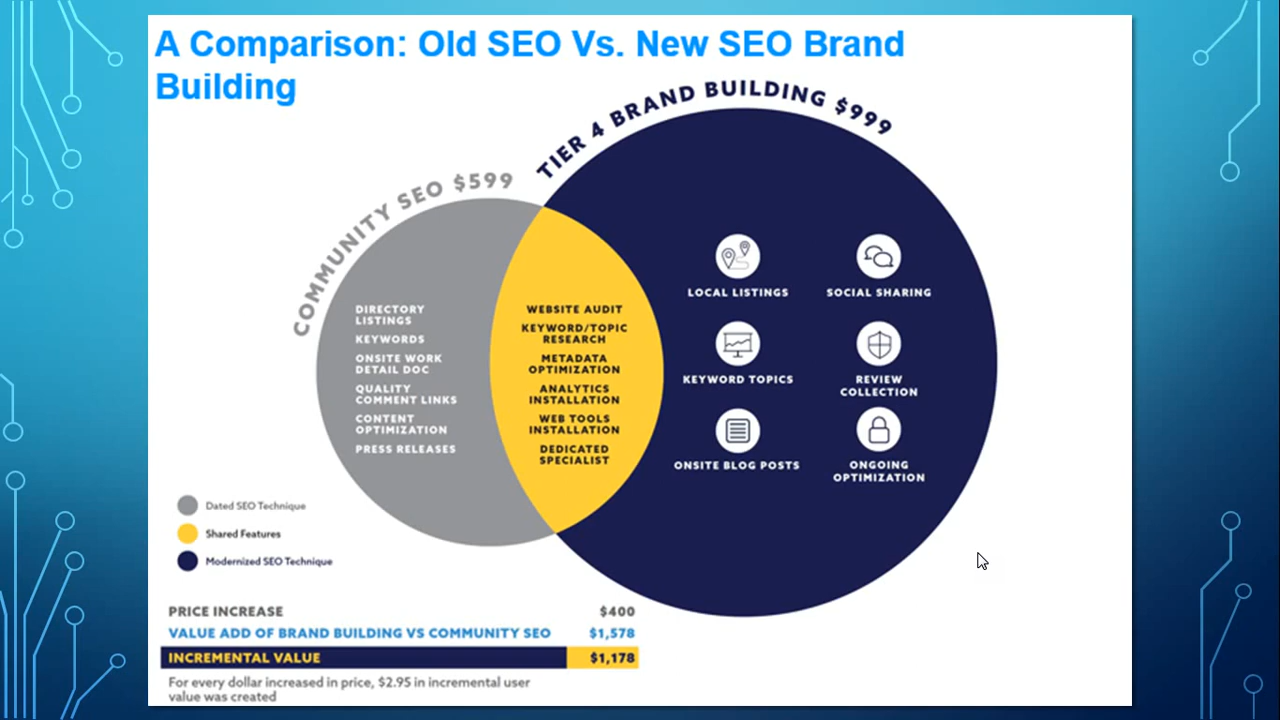 A Comparison: Old SEO Vs. New SEO Brand
Building
COMMUNITY SEO $599
TIER 4 BRAND BUILDING $999
DIRECTORY
LISTINGS
KEYWORDS
ONSITE WORK
DETAIL DOC
QUALITY
COMMENT LINKS
CONTENT
OPTIMIZATION
PRESS RELEASES
WEBSITE AUDIT
KEYWORD/TOPIC
RESEARCH
METADATA
OPTIMIZATION
ANALYTICS
INSTALLATION
WEB TOOLS
INSTALLATION
DEDICATED
SPECIALIST
LOCAL LISTINGS
SOCIAL SHARING
KEYWORD TOPICS
REVIEW
COLLECTION
ONSITE BLOG POSTS
ONGOING
OPTIMIZATION
Dated SEO Technique
Shared Features
Modernized SEO Technique
PRICE INCREASE $400
VALUE ADD OF BRAND BUILDING VS COMMUNITY SEO $1,578
INCREMENTAL VALUE $1,178
For every dollar increased in price, $2.95 in incremental user
value was created